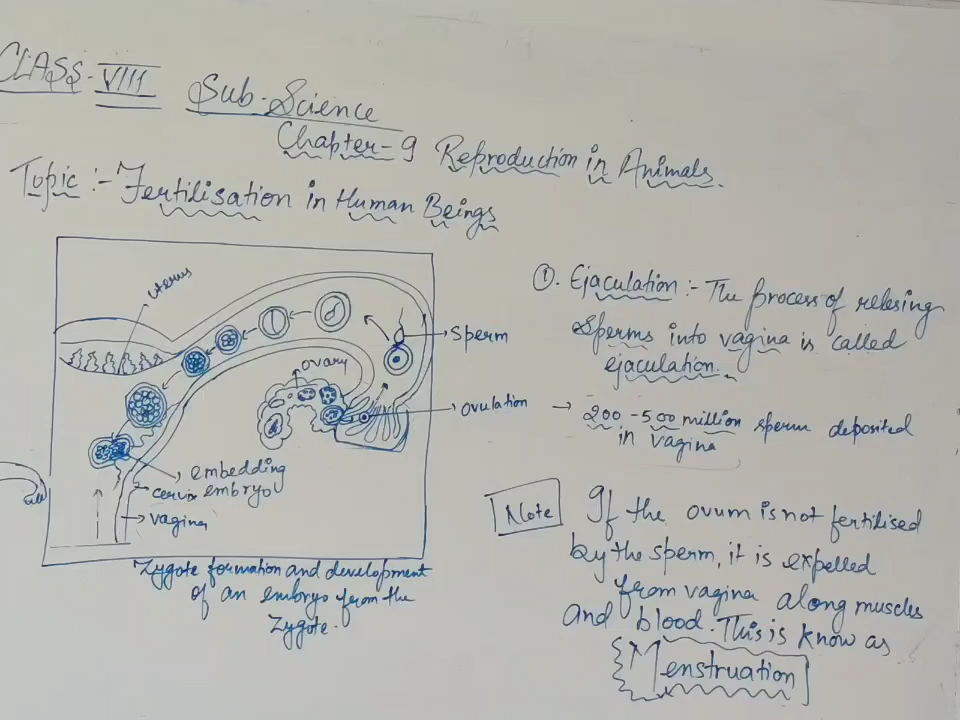 CLASS - VIII
Sub - Science
Chapter - 9 Reproduction in Animals.
Topic :- Fertilisation in Human Beings
uterus
sperm
ovary
ovulation
embedding
embryo
cervix
vagina
Zygote formation and development
of an embryo from the
Zygote.
①. Ejaculation :- The process of relesing
sperms into vagina is called
ejaculation.
→ 200 - 500 million sperm deposited
in vagina
Note If the ovum is not fertilised
by the sperm, it is expelled
from vagina along muscles
and blood. This is know as
Menstruation